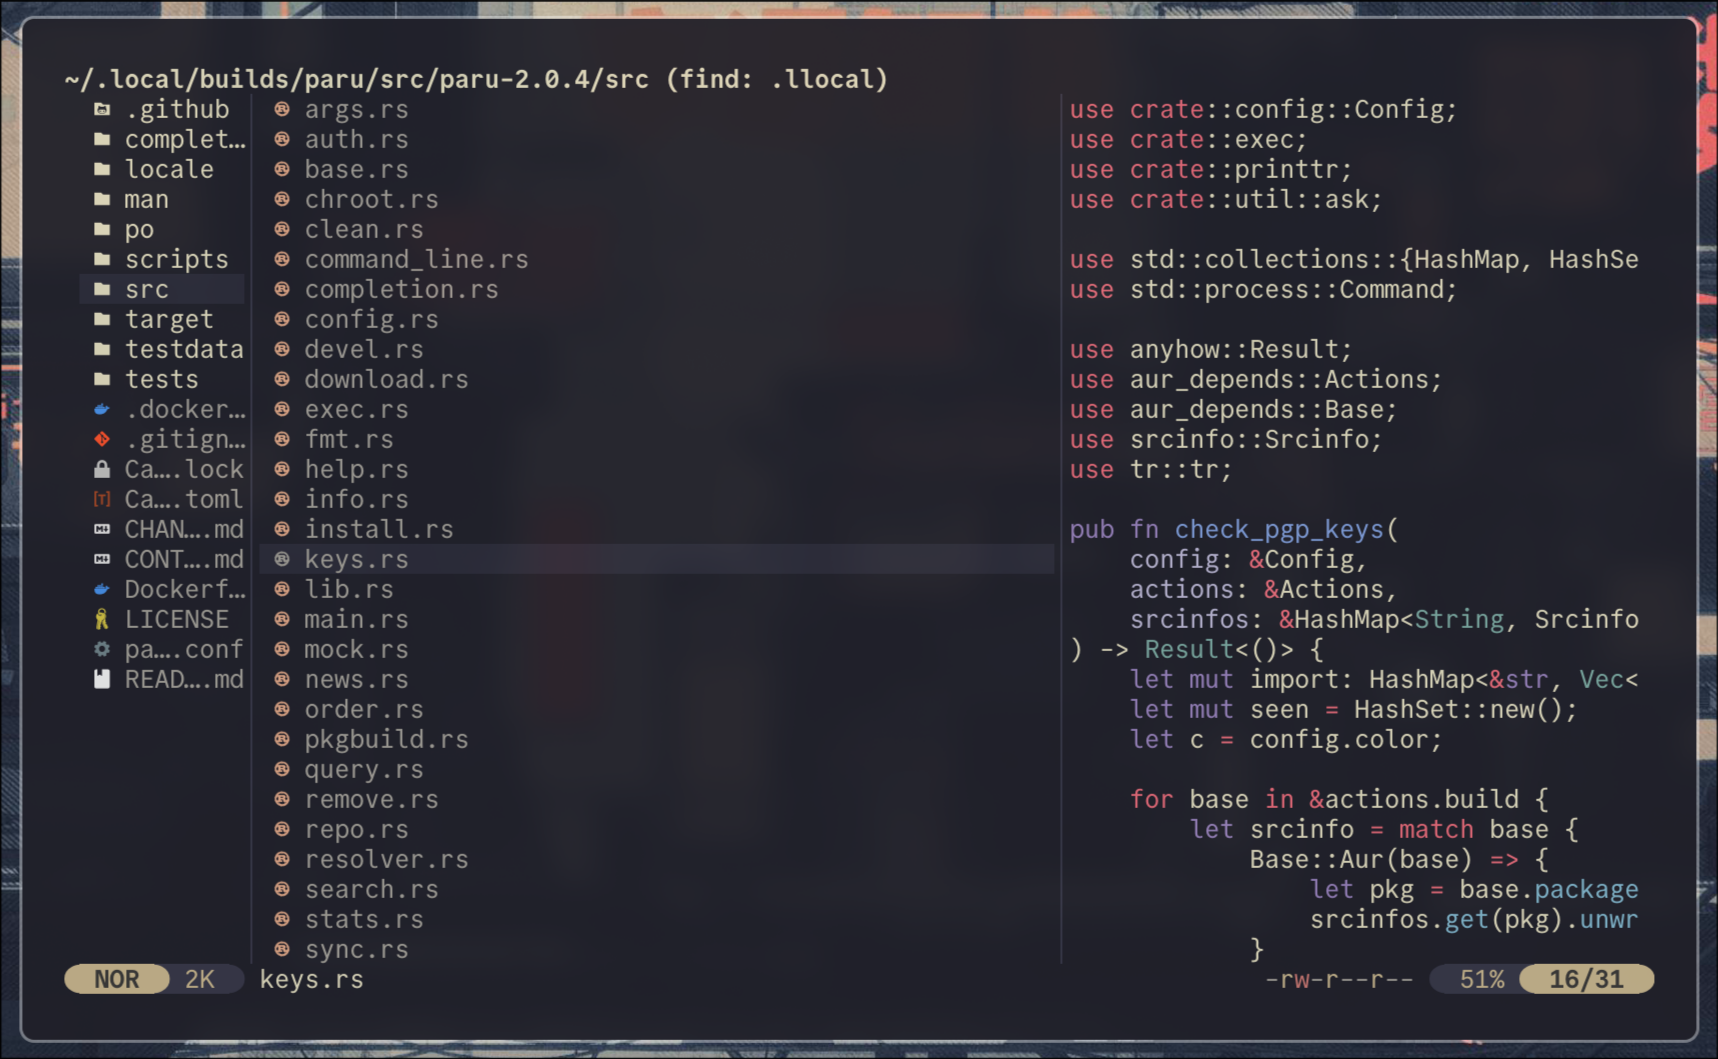 ~/.local/builds/paru/src/paru-2.0.4/src (find: .llocal)
.github
complet…
locale
man
po
scripts
src
target
testdata
tests
.docker…
.gitign…
Ca….lock
Ca….toml
CHAN….md
CONT….md
Dockerf…
LICENSE
pa….conf
READ….md
args.rs
auth.rs
base.rs
chroot.rs
clean.rs
command_line.rs
completion.rs
config.rs
devel.rs
download.rs
exec.rs
fmt.rs
help.rs
info.rs
install.rs
keys.rs
lib.rs
main.rs
mock.rs
news.rs
order.rs
pkgbuild.rs
query.rs
remove.rs
repo.rs
resolver.rs
search.rs
stats.rs
sync.rs
use crate::config::Config;
use crate::exec;
use crate::printtr;
use crate::util::ask;
use std::collections::{HashMap, HashSe
use std::process::Command;
use anyhow::Result;
use aur_depends::Actions;
use aur_depends::Base;
use srcinfo::Srcinfo;
use tr::tr;
pub fn check_pgp_keys(
config: &Config,
actions: &Actions,
srcinfos: &HashMap<String, Srcinfo
) -> Result<()> {
let mut import: HashMap<&str, Vec<
let mut seen = HashSet::new();
let c = config.color;
for base in &actions.build {
let srcinfo = match base {
Base::Aur(base) => {
let pkg = base.package
srcinfos.get(pkg).unwr
}
NOR 2K keys.rs -rw-r--r-- 51% 16/31